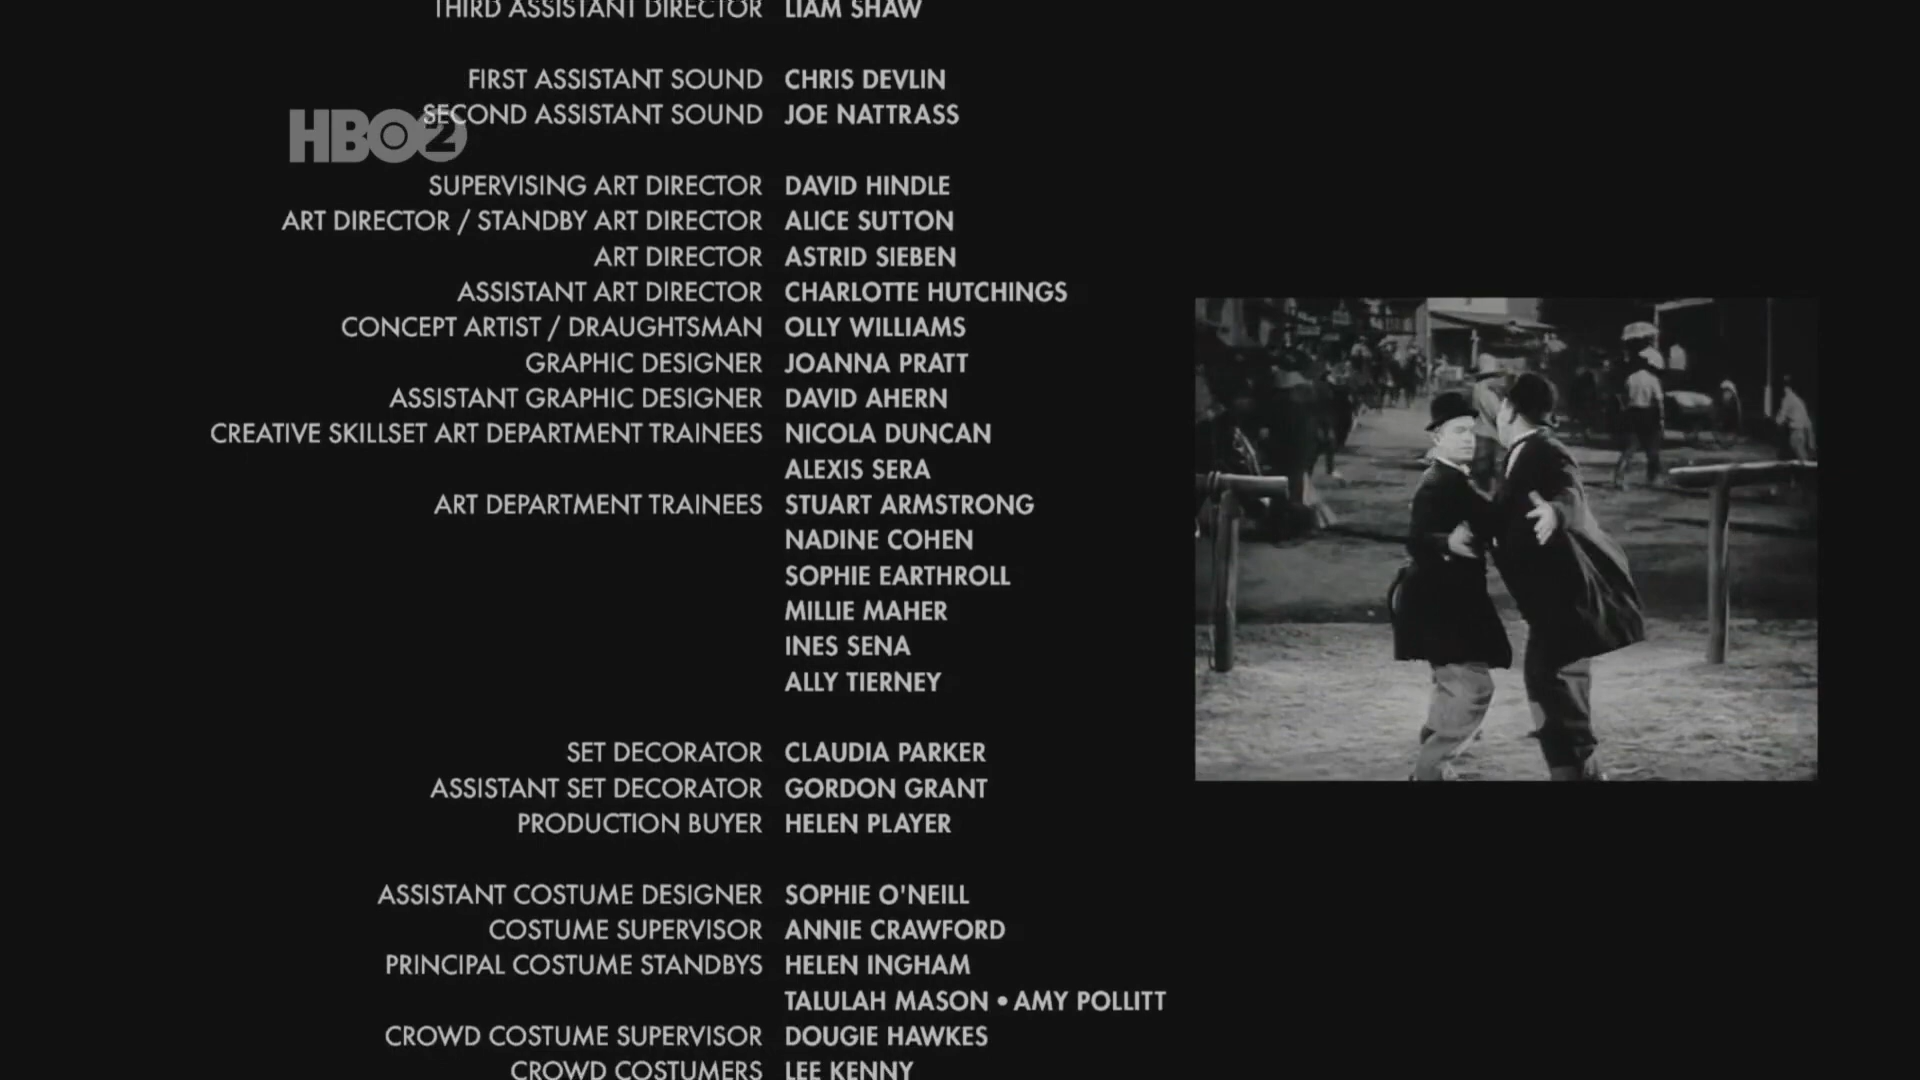 THIRD ASSISTANT DIRECTOR LIAM SHAW
FIRST ASSISTANT SOUND CHRIS DEVLIN
SECOND ASSISTANT SOUND JOE NATTRASS
HBO2
SUPERVISING ART DIRECTOR DAVID HINDLE
ART DIRECTOR / STANDBY ART DIRECTOR ALICE SUTTON
ART DIRECTOR ASTRID SIEBEN
ASSISTANT ART DIRECTOR CHARLOTTE HUTCHINGS
CONCEPT ARTIST / DRAUGHTSMAN OLLY WILLIAMS
GRAPHIC DESIGNER JOANNA PRATT
ASSISTANT GRAPHIC DESIGNER DAVID AHERN
CREATIVE SKILLSET ART DEPARTMENT TRAINEES NICOLA DUNCAN
ALEXIS SERA
ART DEPARTMENT TRAINEES STUART ARMSTRONG
NADINE COHEN
SOPHIE EARTHROLL
MILLIE MAHER
INES SENA
ALLY TIERNEY
SET DECORATOR CLAUDIA PARKER
ASSISTANT SET DECORATOR GORDON GRANT
PRODUCTION BUYER HELEN PLAYER
ASSISTANT COSTUME DESIGNER SOPHIE O'NEILL
COSTUME SUPERVISOR ANNIE CRAWFORD
PRINCIPAL COSTUME STANDBYS HELEN INGHAM
TALULAH MASON • AMY POLLITT
CROWD COSTUME SUPERVISOR DOUGIE HAWKES
CROWD COSTUMERS LEE KENNY